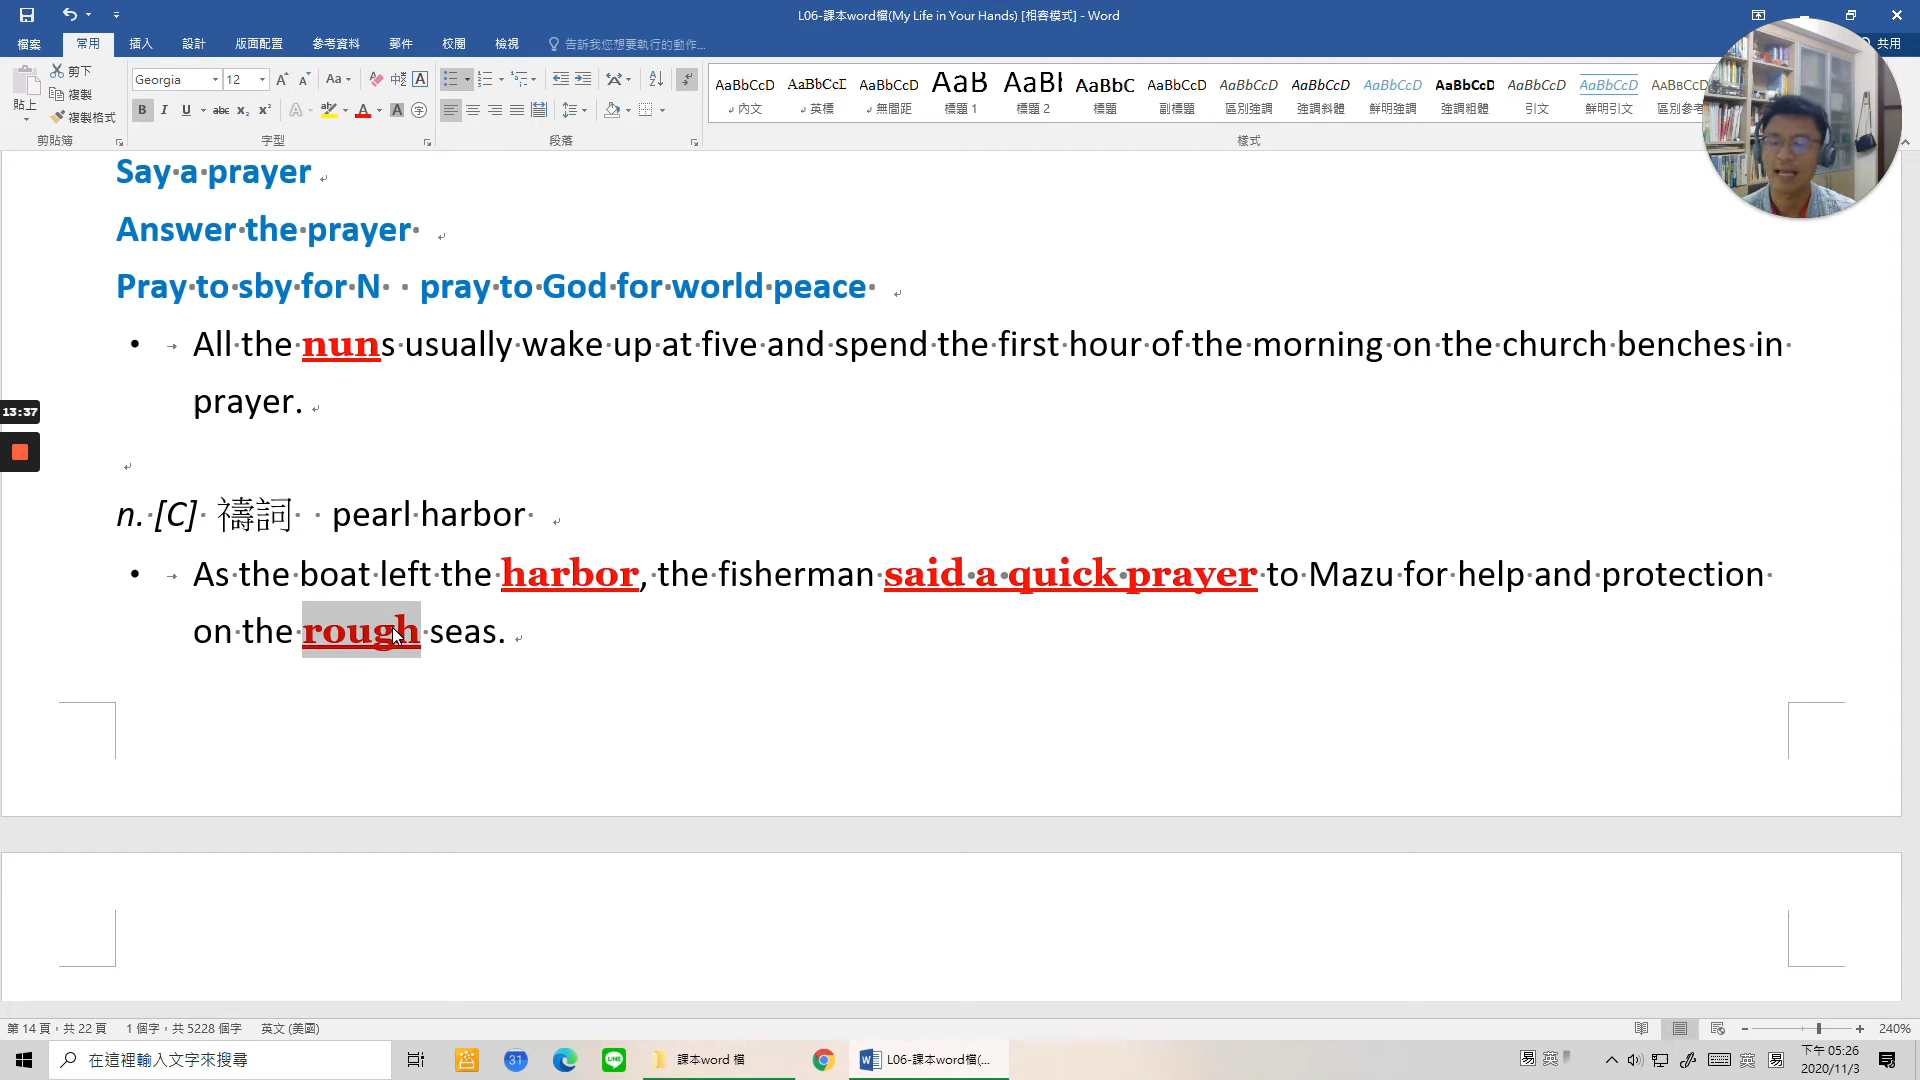 L06-課本word檔(My Life in Your Hands) [相容模式] - Word
檔案 常用 插入 設計 版面配置 參考資料 郵件 校閱 檢視 告訴我您想要執行的動作... 共用
貼上 剪下 複製 複製格式
Georgia 12
內文 英標 無間距 標題 1 標題 2 標題 副標題 區別強調 強調斜體 鮮明強調 強調粗體 引文 鮮明引文 區別參考
剪貼簿 字型 段落 樣式
Say a prayer
Answer the prayer
Pray to sby for N pray to God for world peace
• All the nuns usually wake up at five and spend the first hour of the morning on the church benches in
prayer.
13:37
n. [C] 禱詞 pearl harbor
• As the boat left the harbor, the fisherman said a quick prayer to Mazu for help and protection
on the rough seas.
第 14 頁，共 22 頁 1 個字，共 5228 個字 英文 (美國) 240%
在這裡輸入文字來搜尋 31 LINE 課本word 檔 L06-課本word檔(... 易 英 英 易 下午 05:26
2020/11/3